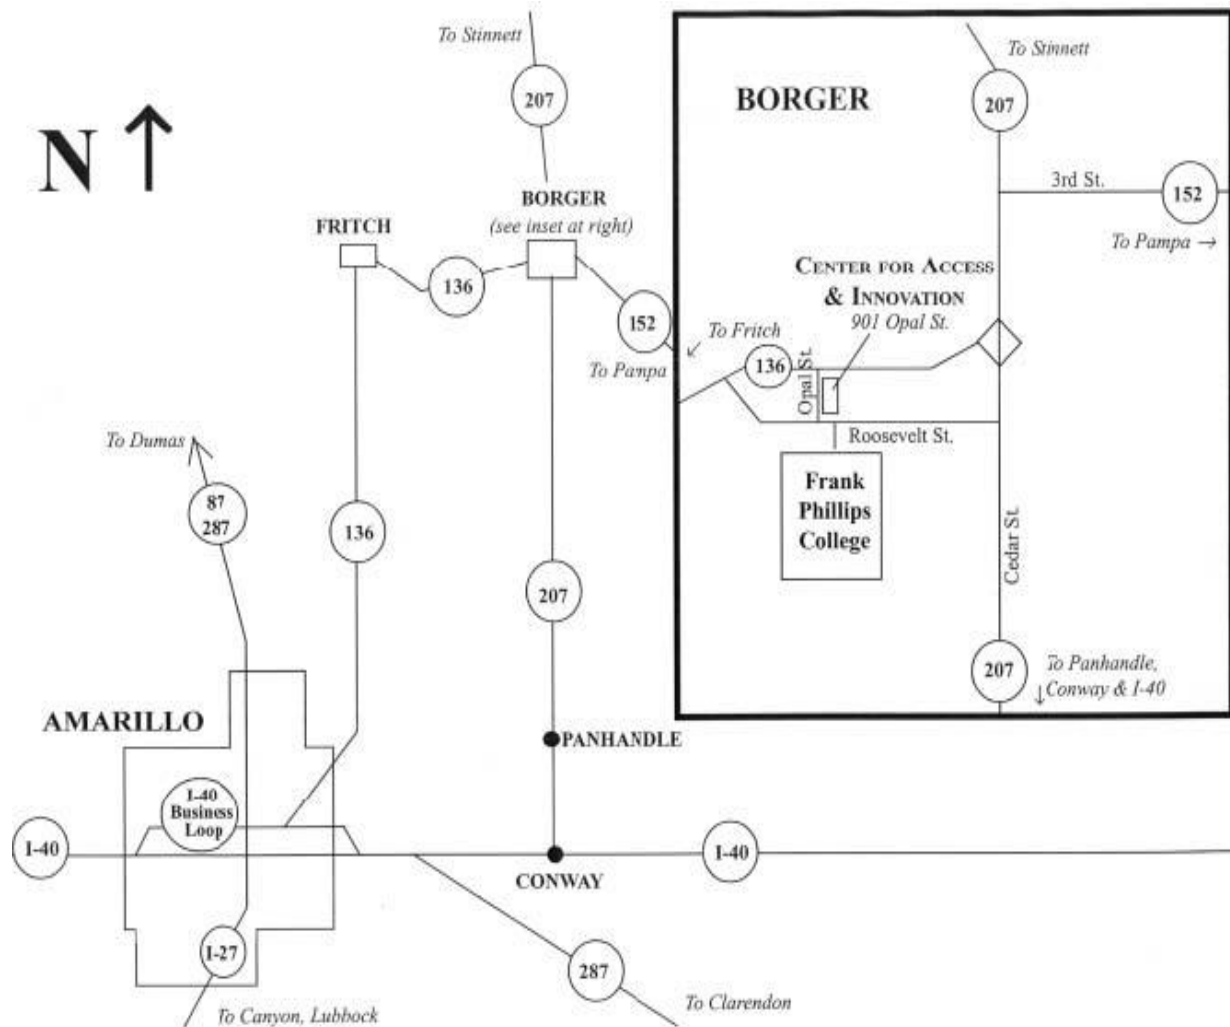 N
To Stinnett
207
BORGER
(see inset at right)
FRITCH
136
152
To Pampa
To Dumas
87
287
136
207
AMARILLO
PANHANDLE
I-40
Business
Loop
I-40
I-40
CONWAY
I-27
287
To Canyon, Lubbock
To Clarendon
BORGER
To Stinnett
207
3rd St.
152
To Pampa →
CENTER FOR ACCESS
& INNOVATION
901 Opal St.
To Fritch
136
Opal St.
Roosevelt St.
Frank
Phillips
College
Cedar St.
207
To Panhandle,
Conway & I-40